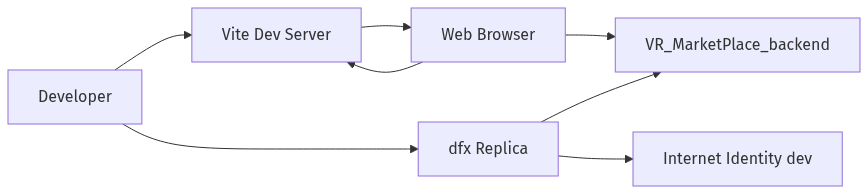 Vite Dev Server
Web Browser
VR_MarketPlace_backend
Developer
dfx Replica
Internet Identity dev